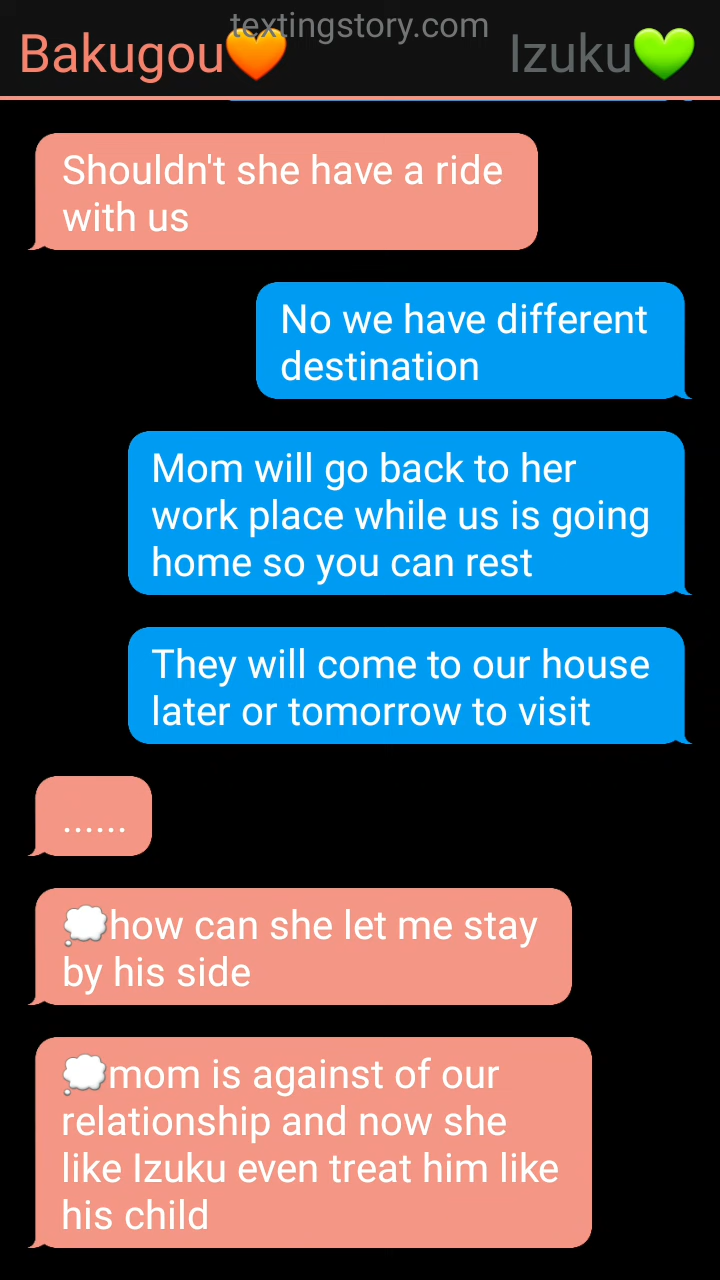 textingstory.com
Bakugou🧡 Izuku💚
Shouldn't she have a ride
with us
No we have different
destination
Mom will go back to her
work place while us is going
home so you can rest
They will come to our house
later or tomorrow to visit
......
💭how can she let me stay
by his side
💭mom is against of our
relationship and now she
like Izuku even treat him like
his child